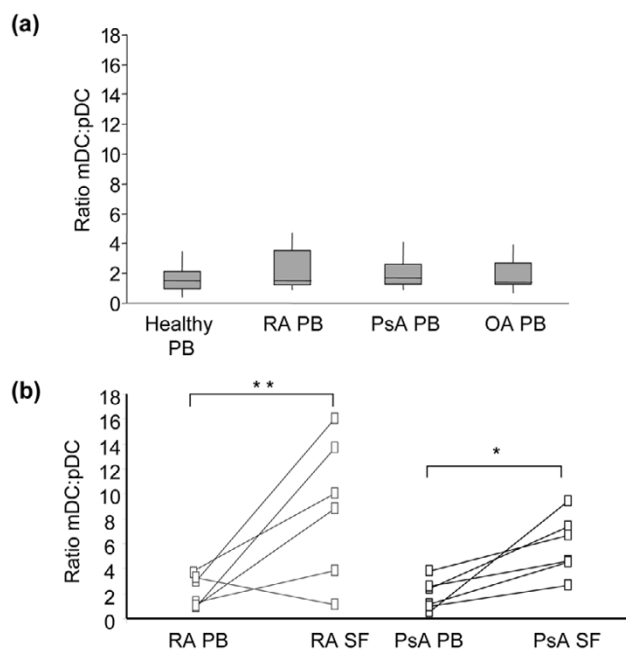 (a)
Ratio mDC:pDC
18
16
14
12
10
8
6
4
2
0
Healthy
PB
RA PB
PsA PB
OA PB
(b)
Ratio mDC:pDC
18
16
14
12
10
8
6
4
2
0
**
*
RA PB
RA SF
PsA PB
PsA SF